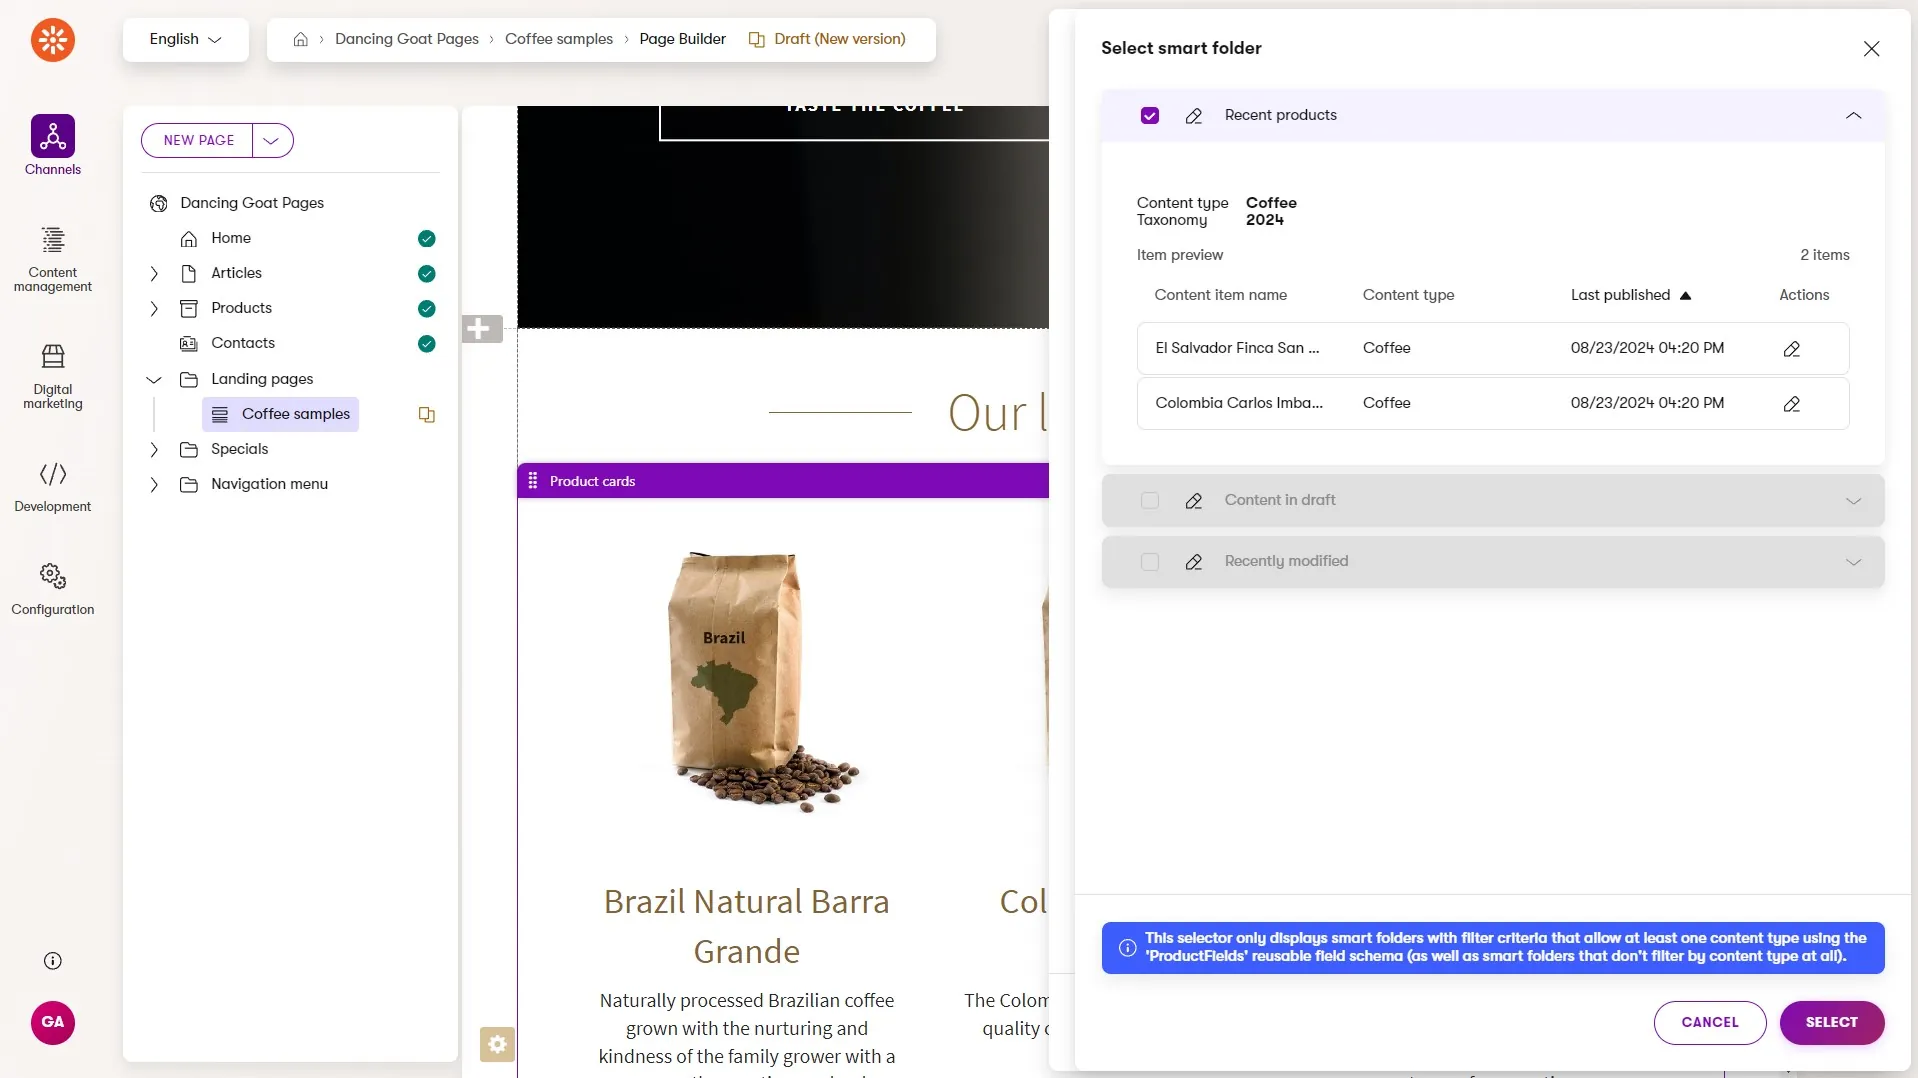 English
Dancing Goat Pages
Coffee samples
Page Builder
Draft (New version)
Channels
Content management
Digital marketing
Development
Configuration
GA
NEW PAGE
Dancing Goat Pages
Home
Articles
Products
Contacts
Landing pages
Coffee samples
Specials
Navigation menu
TASTE THE COFFEE
Our l
Product cards
Brazil
Brazil Natural Barra
Grande
Naturally processed Brazilian coffee
grown with the nurturing and
kindness of the family grower with a
Col
The Colom
quality
Select smart folder
Recent products
Content type Coffee
Taxonomy 2024
Item preview 2 items
Content item name Content type Last published Actions
El Salvador Finca San ... Coffee 08/23/2024 04:20 PM
Colombia Carlos Imba... Coffee 08/23/2024 04:20 PM
Content in draft
Recently modified
This selector only displays smart folders with filter criteria that allow at least one content type using the
'ProductFields' reusable field schema (as well as smart folders that don't filter by content type at all).
CANCEL
SELECT